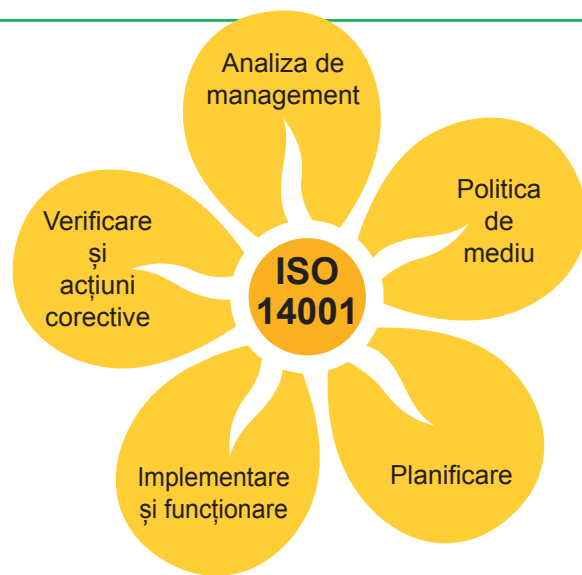 Analiza de
management
Politica
de
mediu
Verificare
și
acțiuni
corective
ISO
14001
Planificare
Implementare
și funcționare